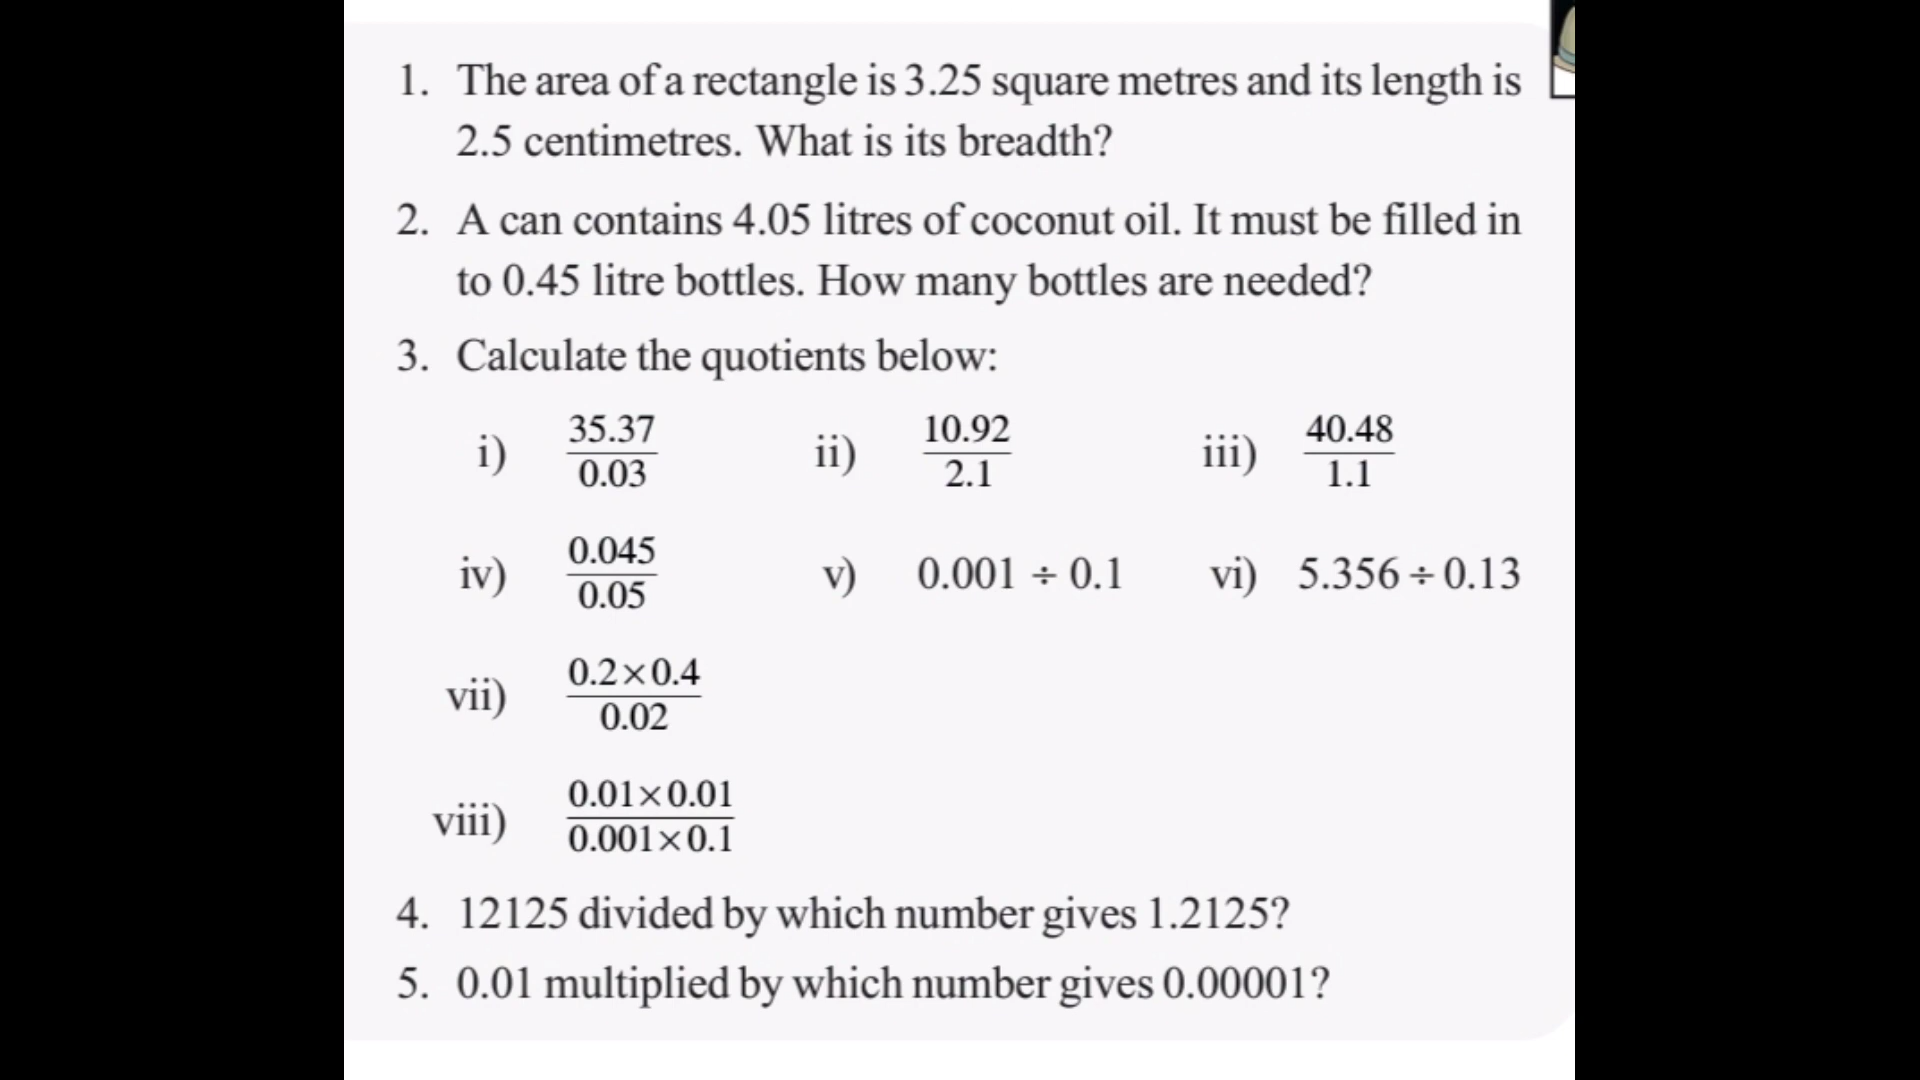 1. The area of a rectangle is 3.25 square metres and its length is
2.5 centimetres. What is its breadth?
2. A can contains 4.05 litres of coconut oil. It must be filled in
to 0.45 litre bottles. How many bottles are needed?
3. Calculate the quotients below:
i) 35.37/0.03 ii) 10.92/2.1 iii) 40.48/1.1
iv) 0.045/0.05 v) 0.001 ÷ 0.1 vi) 5.356 ÷ 0.13
vii) 0.2×0.4/0.02
viii) 0.01×0.01/0.001×0.1
4. 12125 divided by which number gives 1.2125?
5. 0.01 multiplied by which number gives 0.00001?